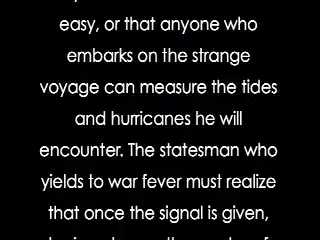 easy, or that anyone who
embarks on the strange
voyage can measure the tides
and hurricanes he will
encounter. The statesman who
yields to war fever must realize
that once the signal is given,